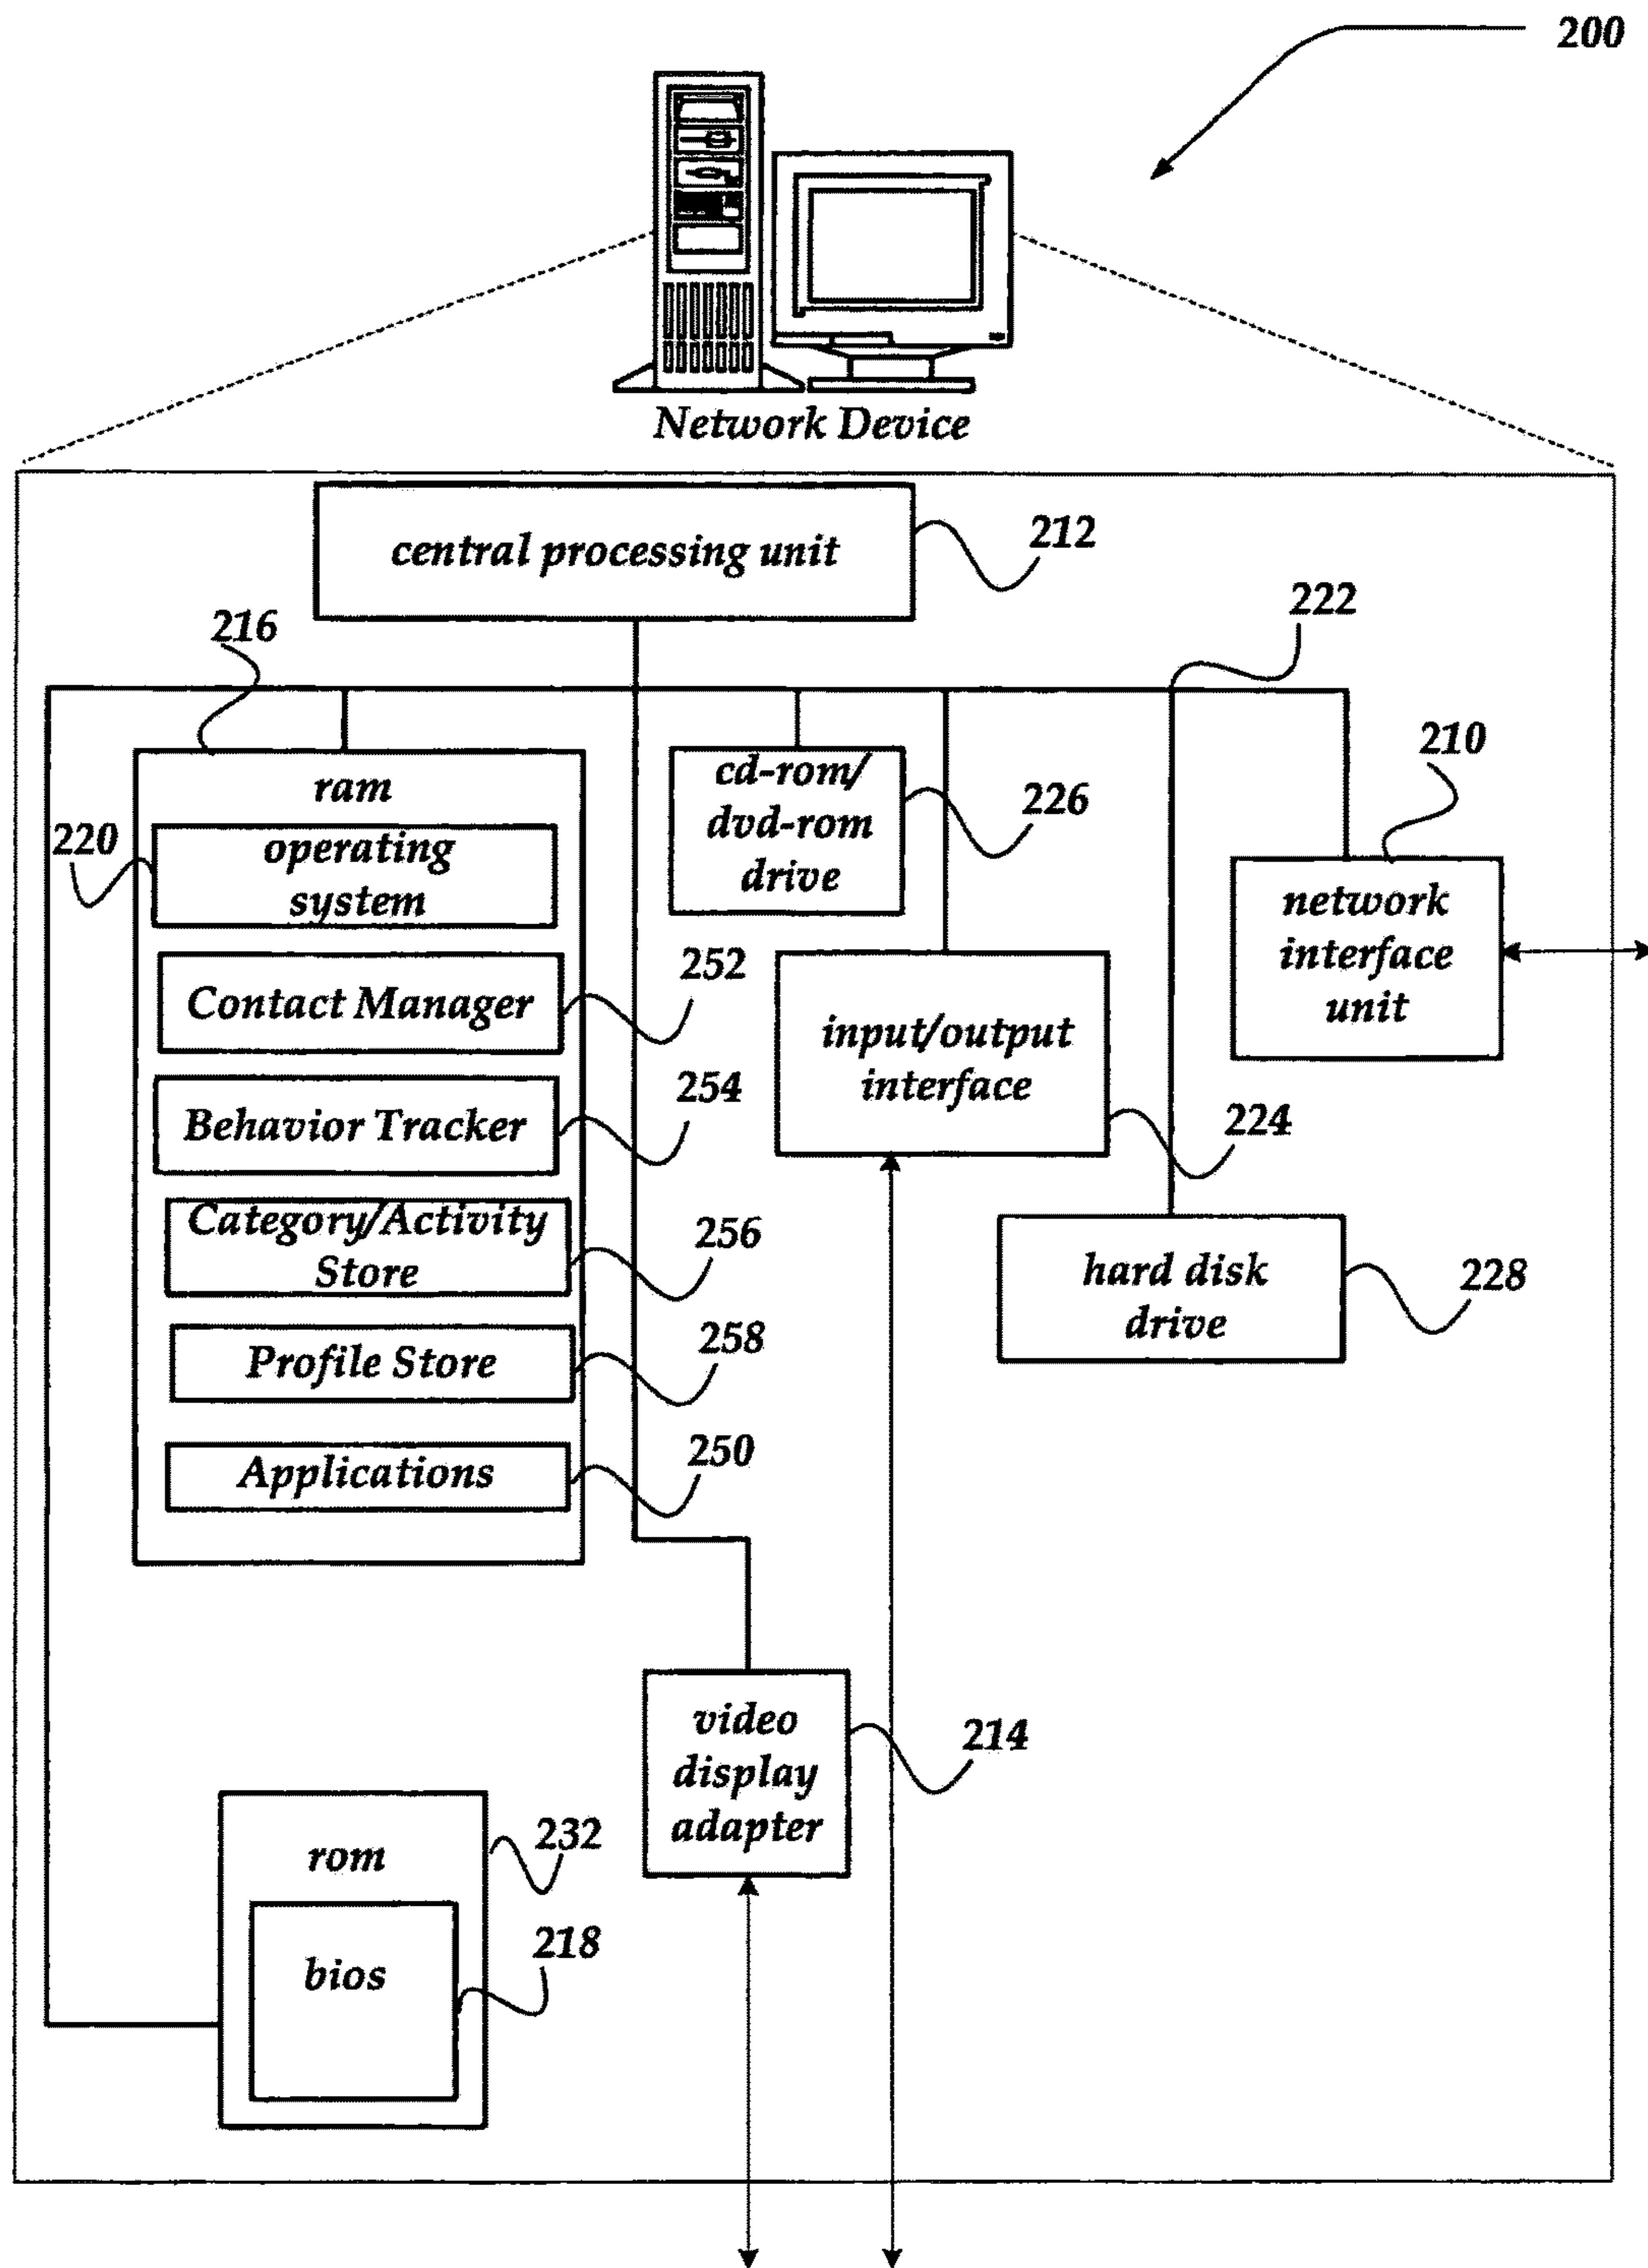 200
Network Device
central processing unit
212
222
216
210
ram
cd-rom/
dvd-rom
drive
226
220
operating
system
network
interface
unit
Contact Manager
252
input/output
interface
Behavior Tracker
254
224
Category/Activity
Store
256
hard disk
drive
228
Profile Store
258
Applications
250
video
display
adapter
214
rom
232
bios
218